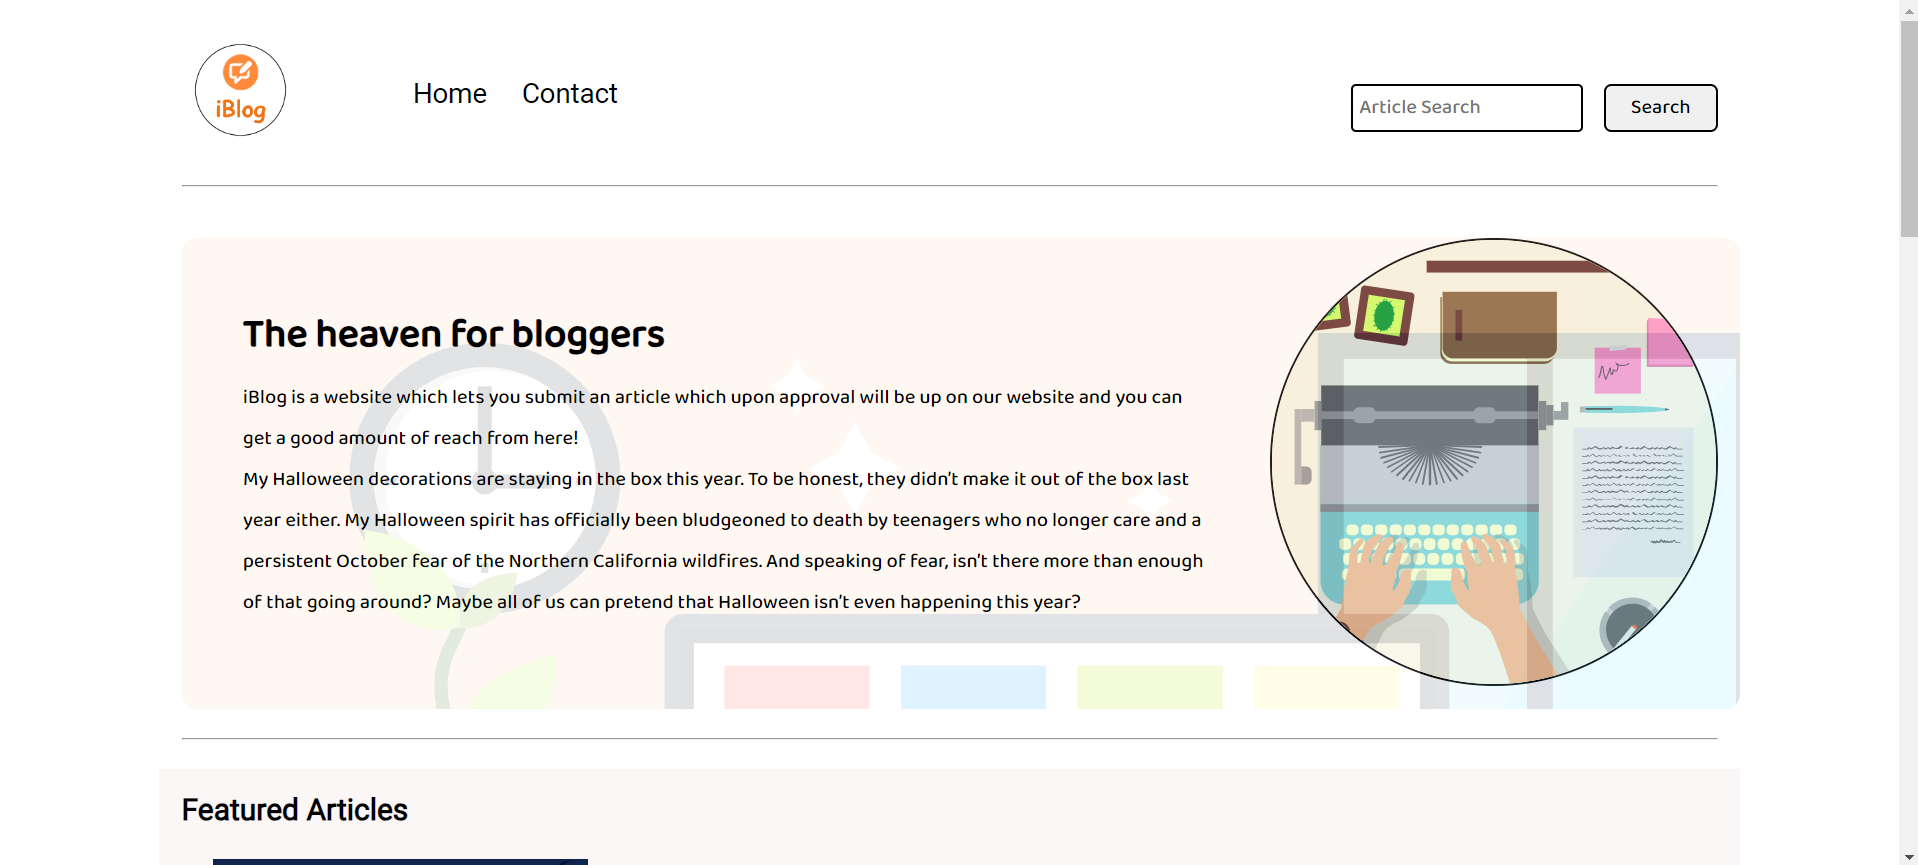 iBlog
Home Contact
Article Search Search
The heaven for bloggers
iBlog is a website which lets you submit an article which upon approval will be up on our website and you can
get a good amount of reach from here!
My Halloween decorations are staying in the box this year. To be honest, they didn’t make it out of the box last
year either. My Halloween spirit has officially been bludgeoned to death by teenagers who no longer care and a
persistent October fear of the Northern California wildfires. And speaking of fear, isn’t there more than enough
of that going around? Maybe all of us can pretend that Halloween isn’t even happening this year?
Featured Articles